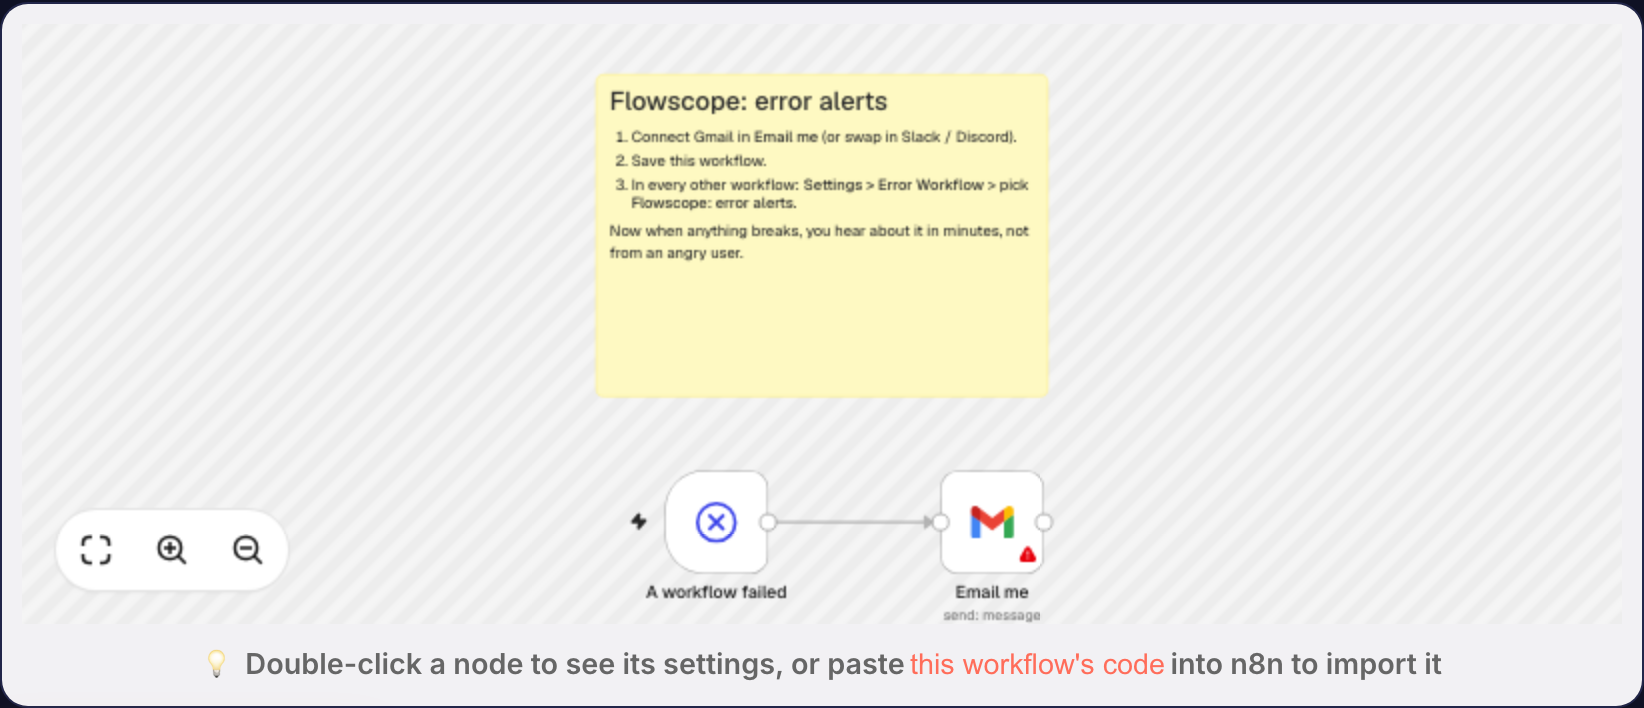 Flowscope: error alerts
1. Connect Gmail in Email me (or swap in Slack / Discord).
2. Save this workflow.
3. In every other workflow: Settings > Error Workflow > pick
Flowscope: error alerts.
Now when anything breaks, you hear about it in minutes, not
from an angry user.
A workflow failed
Email me
send: message
Double-click a node to see its settings, or paste this workflow's code into n8n to import it